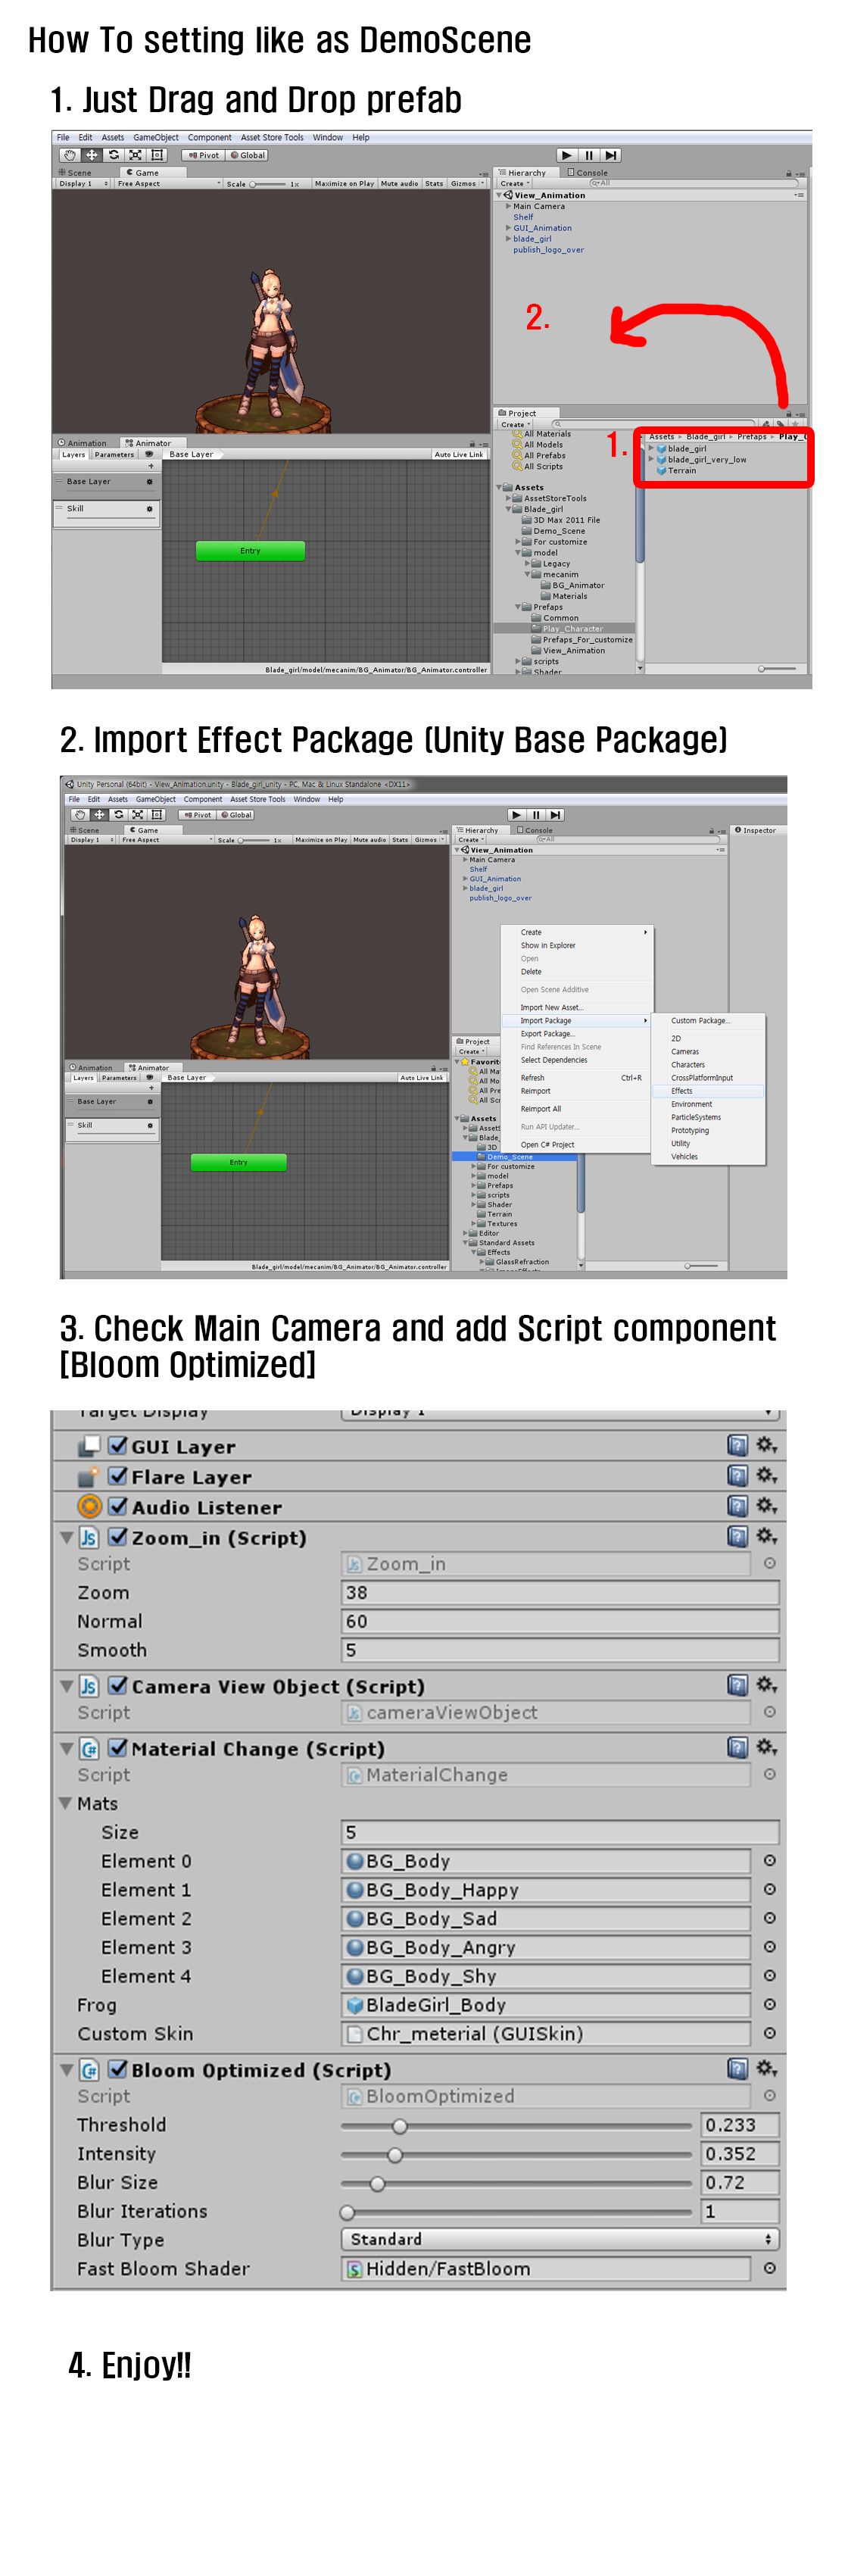 How To setting like as DemoScene
1. Just Drag and Drop prefab
File Edit Assets GameObject Component Asset Store Tools Window Help
Pivot Global
Scene Game
Display 1 Free Aspect Scale 1x Maximize on Play Mute audio Stats Gizmos
Hierarchy Console
Create All
View_Animation
Main Camera
Shelf
GUI_Animation
blade_girl
publish_logo_over
2.
Project
Create
All Materials
All Models
All Prefabs
All Scripts
Assets
AssetStoreTools
Blade_girl
3D Max 2011 File
Demo_Scene
For customize
model
Legacy
mecanim
BG_Animator
Materials
Prefaps
Common
Play_Character
Prefaps_For_customize
View_Animation
scripts
Shader
1.
Assets Blade_girl Prefaps
blade_girl
blade_girl_very_low
Terrain
Animation Animator
Layers Parameters Base Layer Auto Live Link
Base Layer
Skill
Entry
Blade_girl/model/mecanim/BG_Animator/BG_Animator.controller
2. Import Effect Package (Unity Base Package)
Unity Personal (64bit) - View_Animation.unity - Blade_girl_unity - PC, Mac & Linux Standalone <DX11>
File Edit Assets GameObject Component Asset Store Tools Window Help
Pivot Global
Scene Game
Display 1 Free Aspect Scale 1x Maximize on Play Mute audio Stats Gizmos
Hierarchy Console
Create All
Inspector
View_Animation
Main Camera
Shelf
GUI_Animation
blade_girl
publish_logo_over
Create
Show in Explorer
Open
Delete
Open Scene Additive
Import New Asset...
Import Package
Export Package...
Find References In Scene
Select Dependencies
Refresh Ctrl+R
Reimport
Reimport All
Run API Updater...
Open C# Project
Custom Package...
2D
Cameras
Characters
CrossPlatformInput
Effects
Environment
ParticleSystems
Prototyping
Utility
Vehicles
Project
Create
Assets
3D
Demo_Scene
For customize
model
Prefaps
scripts
Shader
Terrain
Textures
Editor
Standard Assets
Effects
GlassRefraction
Animation Animator
Layers Parameters Base Layer Auto Live Link
Base Layer
Skill
Entry
Blade_girl/model/mecanim/BG_Animator/BG_Animator.controller
3. Check Main Camera and add Script component
[Bloom Optimized]
Target Display Display 1
GUI Layer
Flare Layer
Audio Listener
Zoom_in (Script)
Script Zoom_in
Zoom 38
Normal 60
Smooth 5
Camera View Object (Script)
Script cameraViewObject
Material Change (Script)
Script MaterialChange
Mats
Size 5
Element 0 BG_Body
Element 1 BG_Body_Happy
Element 2 BG_Body_Sad
Element 3 BG_Body_Angry
Element 4 BG_Body_Shy
Frog BladeGirl_Body
Custom Skin Chr_meterial (GUISkin)
Bloom Optimized (Script)
Script BloomOptimized
Threshold 0.233
Intensity 0.352
Blur Size 0.72
Blur Iterations 1
Blur Type Standard
Fast Bloom Shader Hidden/FastBloom
4. Enjoy!!